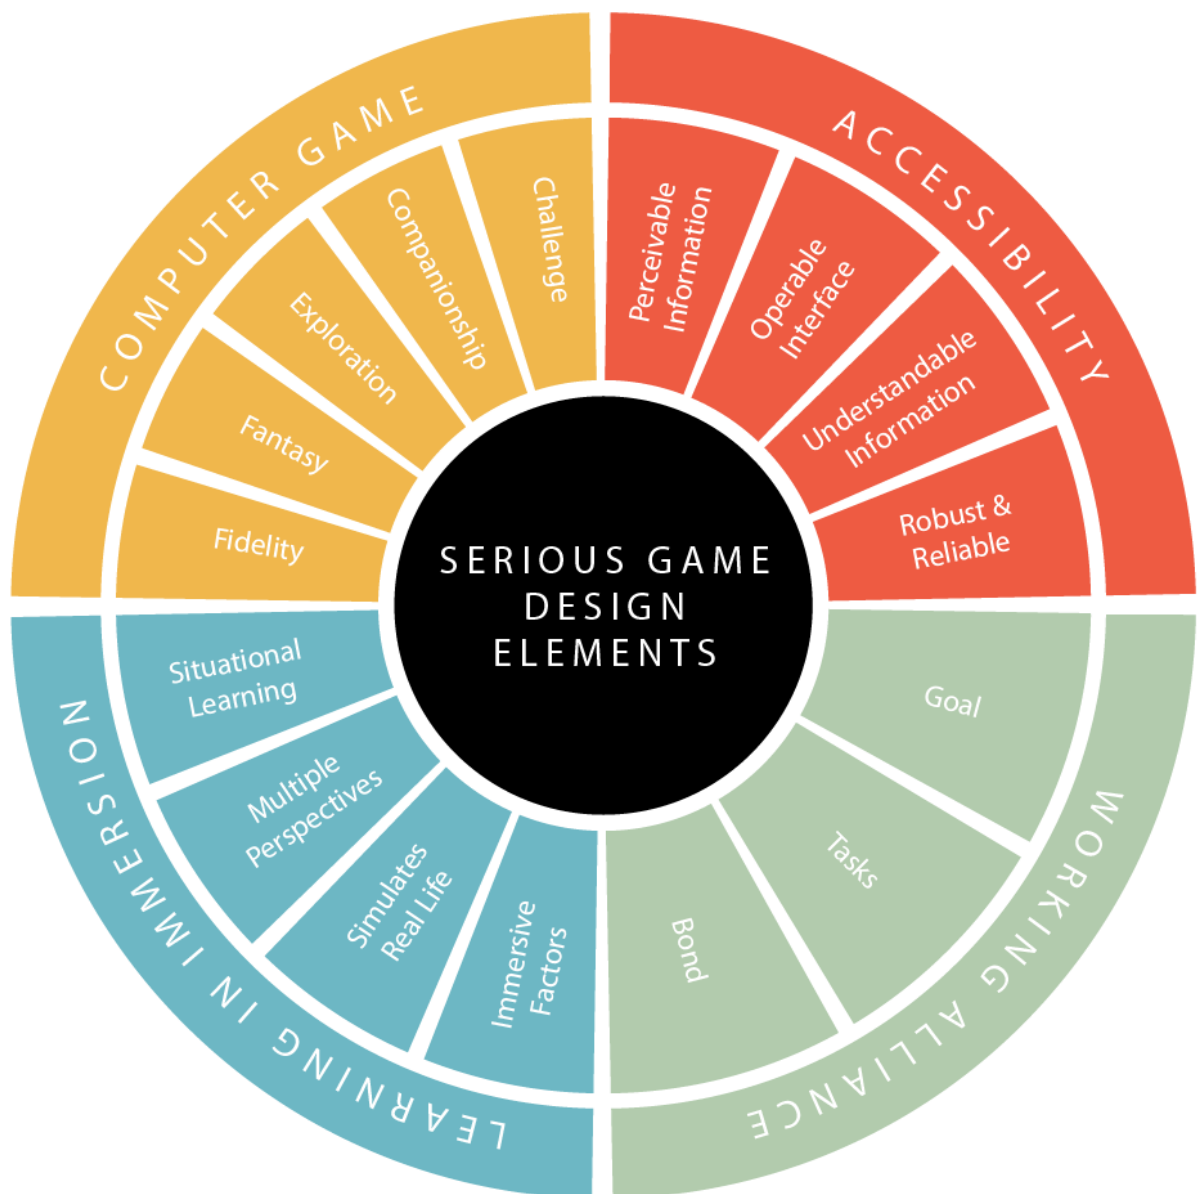 COMPUTER GAME
Challenge
Companionship
Exploration
Fantasy
Fidelity
ACCESSIBILITY
Perceivable
Information
Operable
Interface
Understandable
Information
Robust &
Reliable
SERIOUS GAME
DESIGN
ELEMENTS
WORKING ALLIANCE
Goal
Tasks
Bond
LEARNING IN IMMERSION
Situational
Learning
Multiple
Perspectives
Simulates
Real Life
Immersive
Factors